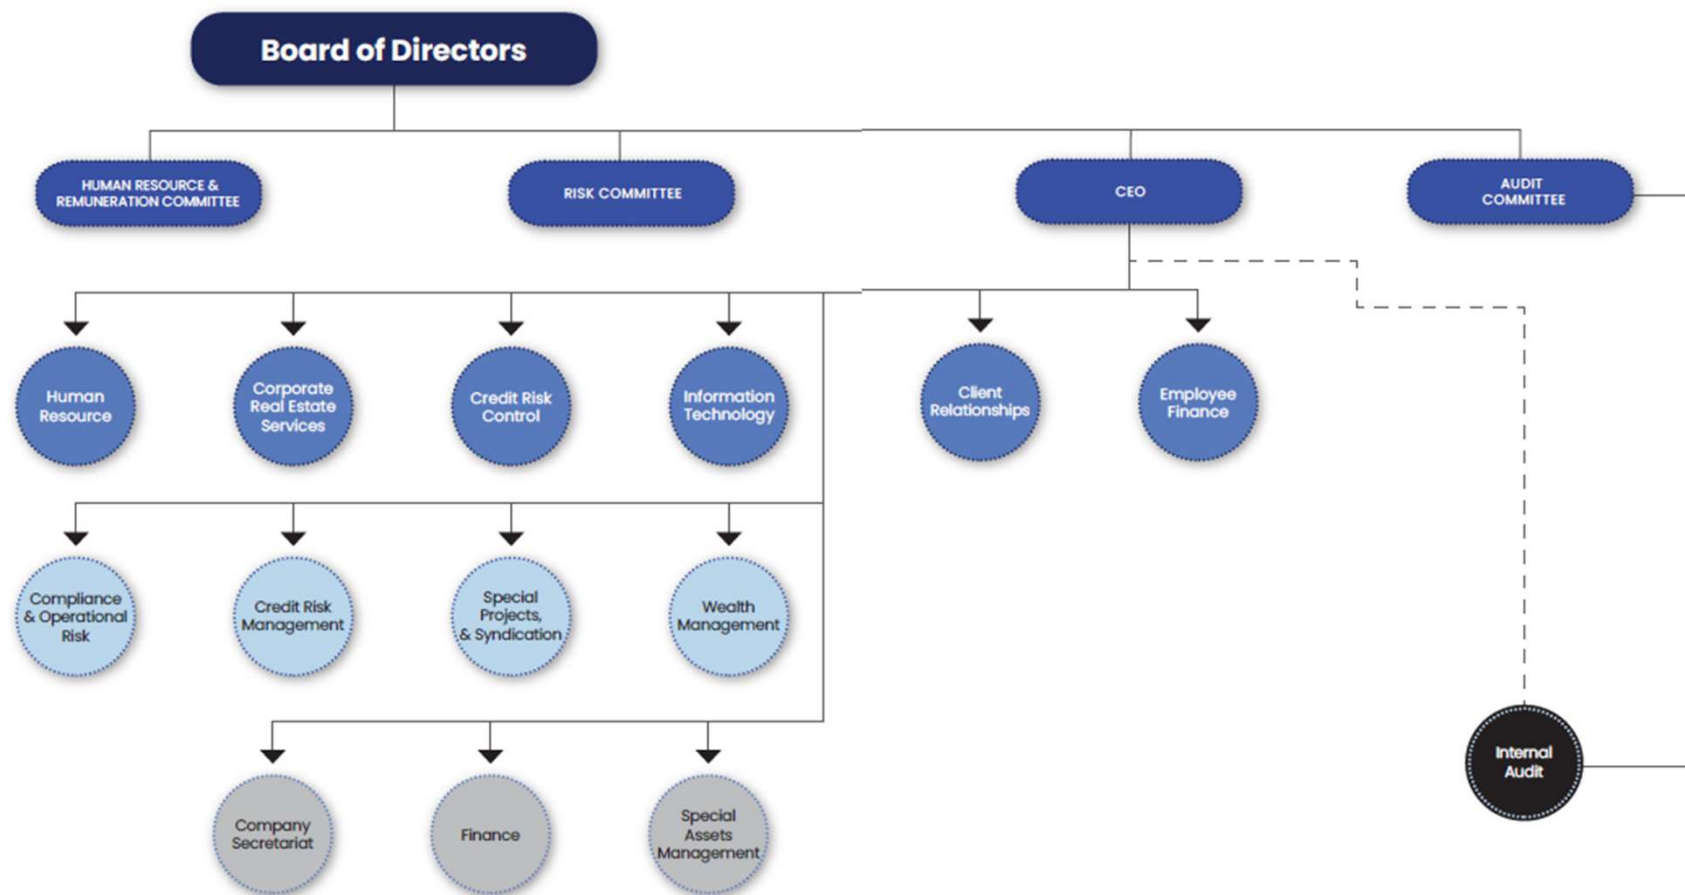 Board of Directors
HUMAN RESOURCE &
REMUNERATION COMMITTEE
RISK COMMITTEE
CEO
AUDIT
COMMITTEE
Human
Resource
Corporate
Real Estate
Services
Credit Risk
Control
Information
Technology
Client
Relationships
Employee
Finance
Compliance
& Operational
Risk
Credit Risk
Management
Special
Projects,
& Syndication
Wealth
Management
Internal
Audit
Company
Secretariat
Finance
Special
Assets
Management